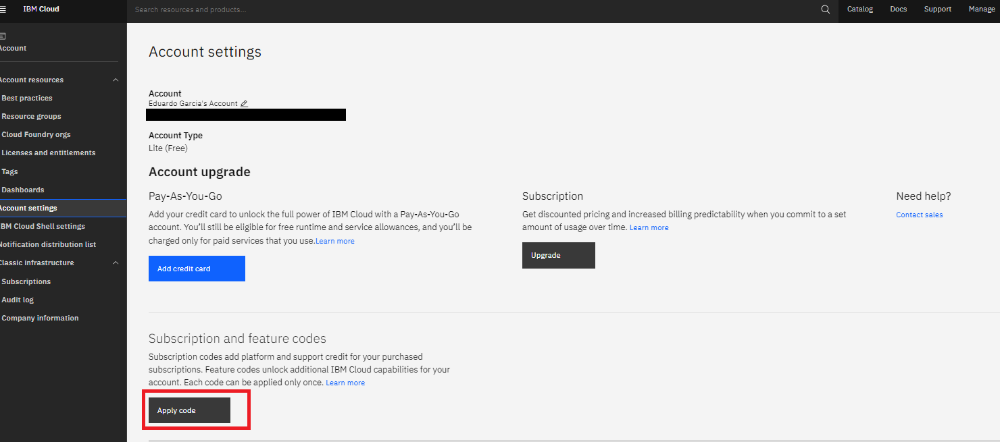 IBM Cloud
Search resources and products...
Catalog
Docs
Support
Manage
Account
Account resources
Best practices
Resource groups
Cloud Foundry orgs
Licenses and entitlements
Tags
Dashboards
Account settings
IBM Cloud Shell settings
Notification distribution list
Classic infrastructure
Subscriptions
Audit log
Company information
Account settings
Account
Eduardo Garcia's Account
Account Type
Lite (Free)
Account upgrade
Pay-As-You-Go
Add your credit card to unlock the full power of IBM Cloud with a Pay-As-You-Go
account. You’ll still be eligible for free runtime and service allowances, and you’ll be
charged only for paid services that you use.Learn more
Add credit card
Subscription
Get discounted pricing and increased billing predictability when you commit to a set
amount of usage over time. Learn more
Upgrade
Need help?
Contact sales
Subscription and feature codes
Subscription codes add platform and support credit for your purchased
subscriptions. Feature codes unlock additional IBM Cloud capabilities for your
account. Each code can be applied only once. Learn more
Apply code